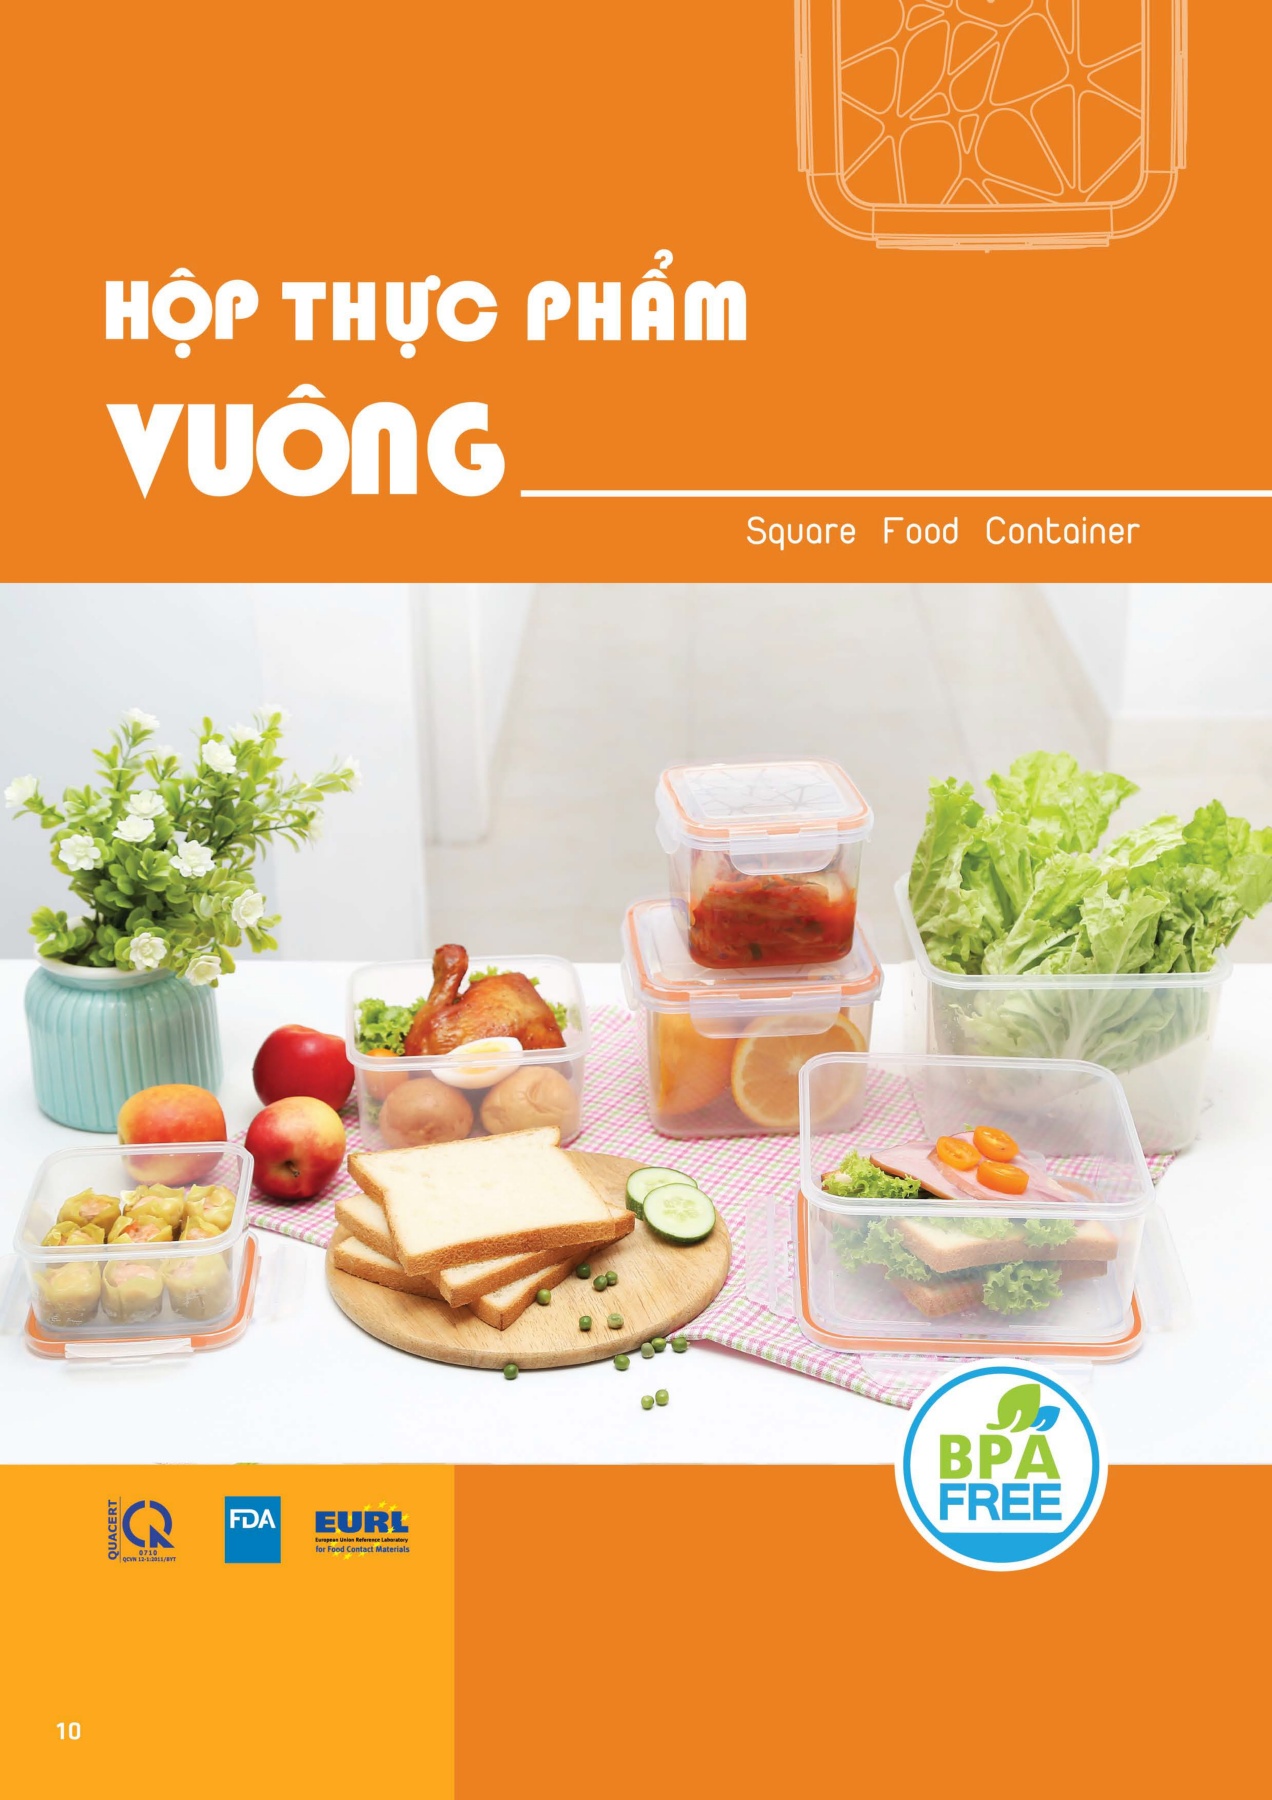 HỘP THỰC PHẨM
VUÔNG
Square Food Container
BPA
FREE
QUACERT
0710
QCVN 12-1:2011/BYT
FDA
EURL
European Union Reference Laboratory
for Food Contact Materials
10